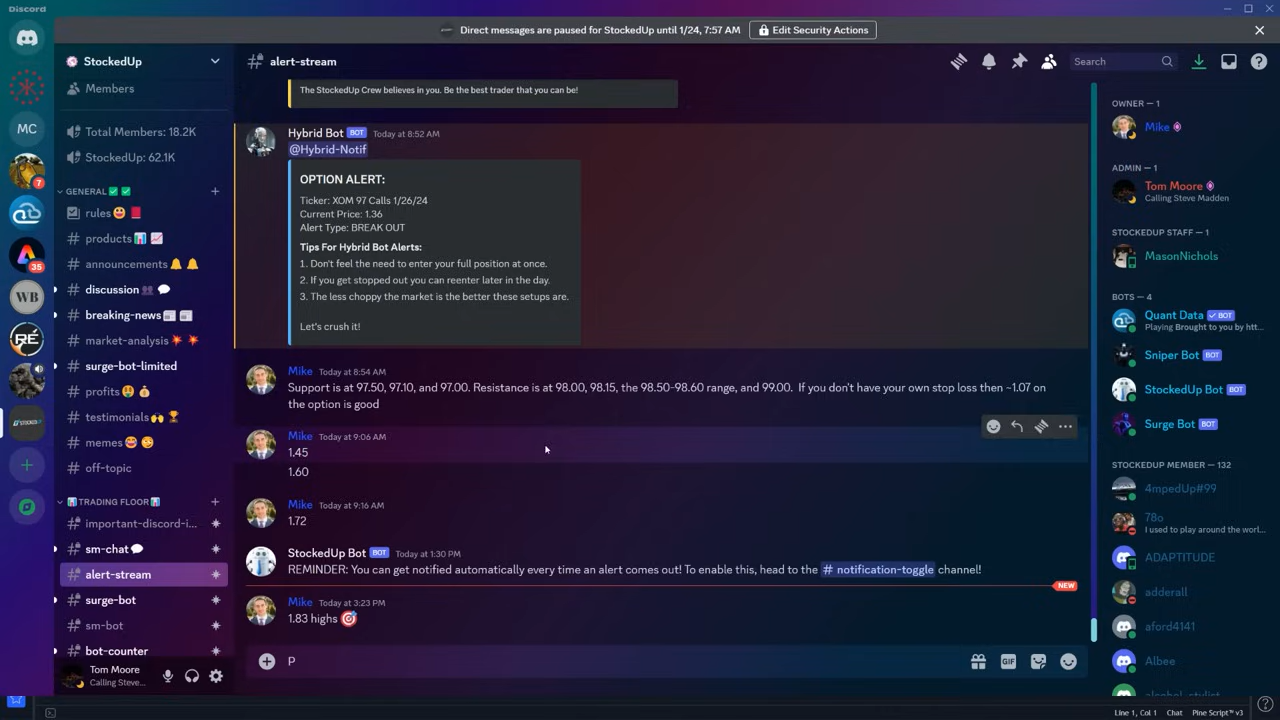 Discord
Direct messages are paused for StockedUp until 1/24, 7:57 AM
Edit Security Actions
MC
7
35
WB
RE
StockedUp
Members
Total Members: 18.2K
StockedUp: 62.1K
GENERAL
rules
products
announcements
discussion
breaking-news
market-analysis
surge-bot-limited
profits
testimonials
memes
off-topic
TRADING FLOOR
important-discord-i...
sm-chat
alert-stream
surge-bot
sm-bot
bot-counter
Tom Moore
Calling Steve...
alert-stream
Search
The StockedUp Crew believes in you. Be the best trader that you can be!
Hybrid Bot BOT Today at 8:52 AM
@Hybrid-Notif
OPTION ALERT:
Ticker: XOM 97 Calls 1/26/24
Current Price: 1.36
Alert Type: BREAK OUT
Tips For Hybrid Bot Alerts:
1. Don't feel the need to enter your full position at once.
2. If you get stopped out you can reenter later in the day.
3. The less choppy the market is the better these setups are.
Let's crush it!
Mike Today at 8:54 AM
Support is at 97.50, 97.10, and 97.00. Resistance is at 98.00, 98.15, the 98.50-98.60 range, and 99.00. If you don't have your own stop loss then ~1.07 on
the option is good
Mike Today at 9:06 AM
1.45
1.60
Mike Today at 9:16 AM
1.72
StockedUp Bot BOT Today at 1:30 PM
REMINDER: You can get notified automatically every time an alert comes out! To enable this, head to the # notification-toggle channel!
NEW
Mike Today at 3:23 PM
1.83 highs
P
GIF
OWNER — 1
Mike
ADMIN — 1
Tom Moore
Calling Steve Madden
STOCKEDUP STAFF — 1
MasonNichols
BOTS — 4
Quant Data BOT
Playing Brought to you by htt...
Sniper Bot BOT
StockedUp Bot BOT
Surge Bot BOT
STOCKEDUP MEMBER — 132
4mpedUp#99
78o
I used to play around the worl...
ADAPTITUDE
adderall
aford4141
Albee
Line 1, Col 1 Chat Pine Script™ v3